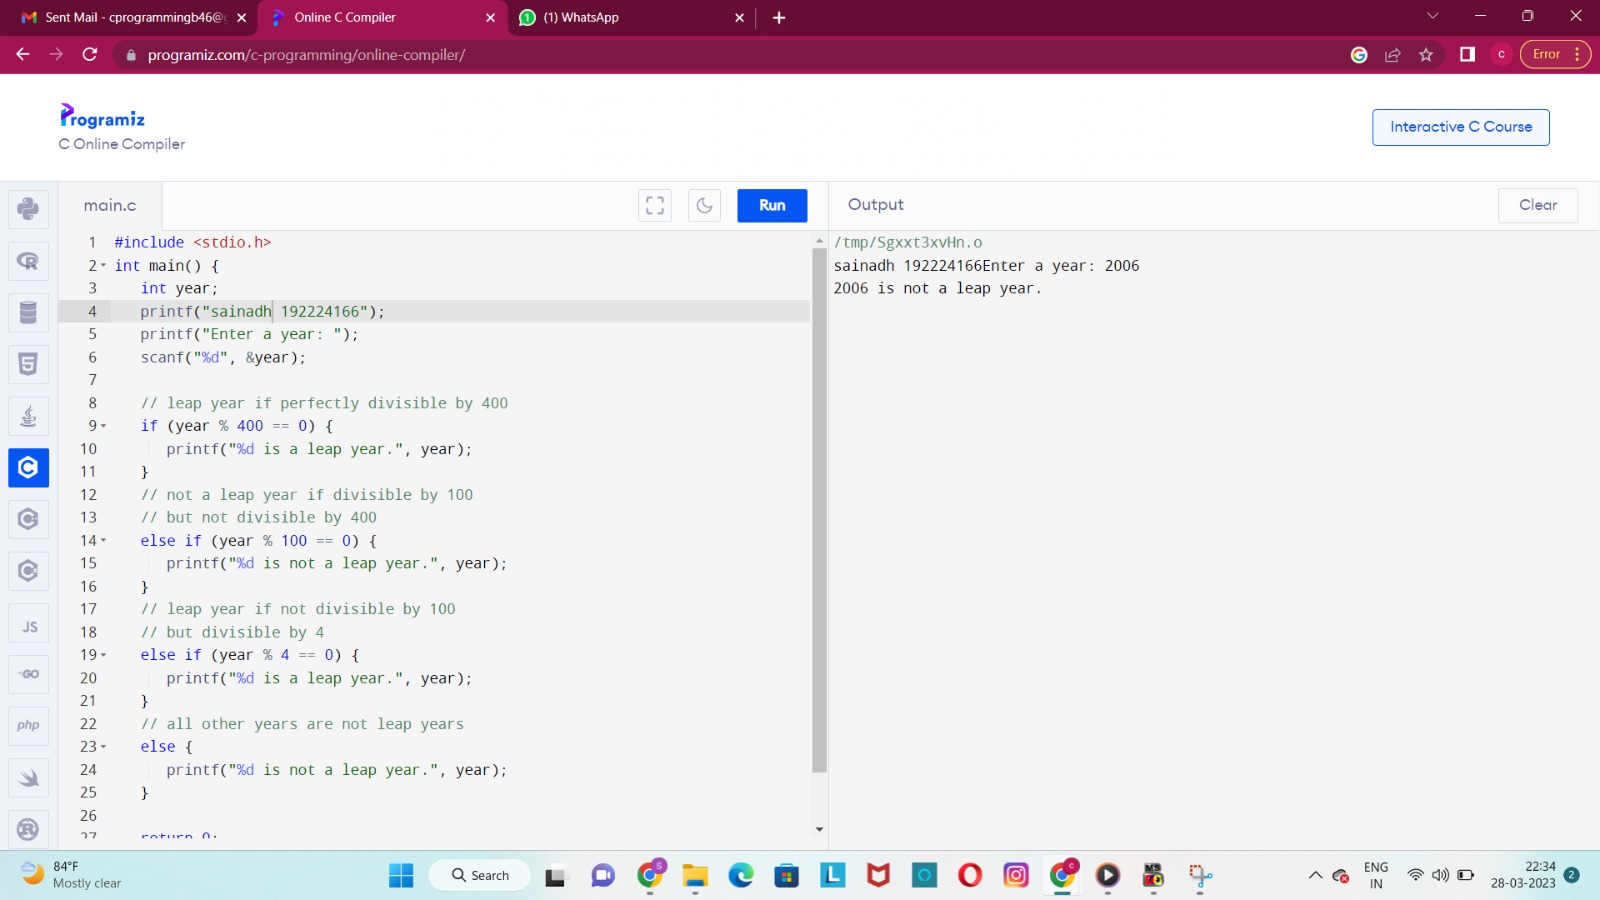 Sent Mail - cprogrammingb46@
Online C Compiler
(1) WhatsApp
programiz.com/c-programming/online-compiler/
c
Error
Programiz
C Online Compiler
Interactive C Course
main.c
Run
Output
Clear
1 #include <stdio.h>
2 int main() {
3 int year;
4 printf("sainadh 192224166");
5 printf("Enter a year: ");
6 scanf("%d", &year);
7
8 // leap year if perfectly divisible by 400
9 if (year % 400 == 0) {
10 printf("%d is a leap year.", year);
11 }
12 // not a leap year if divisible by 100
13 // but not divisible by 400
14 else if (year % 100 == 0) {
15 printf("%d is not a leap year.", year);
16 }
17 // leap year if not divisible by 100
18 // but divisible by 4
19 else if (year % 4 == 0) {
20 printf("%d is a leap year.", year);
21 }
22 // all other years are not leap years
23 else {
24 printf("%d is not a leap year.", year);
25 }
26
27 return 0;
/tmp/Sgxxt3xvHn.o
sainadh 192224166Enter a year: 2006
2006 is not a leap year.
JS
GO
php
84°F
Mostly clear
Search
ENG
IN
22:34
28-03-2023
2